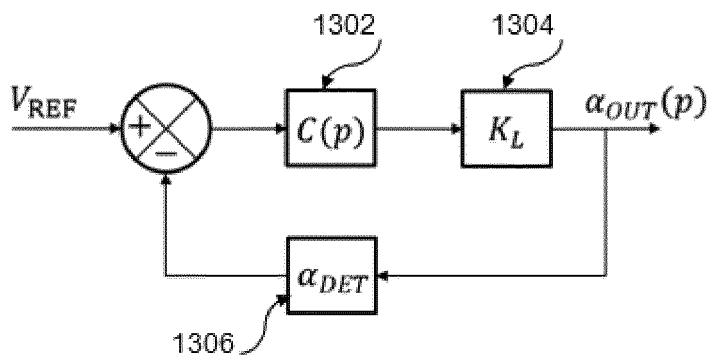 1302
1304
V_REF
+
−
C(p)
K_L
α_OUT(p)
α_DET
1306